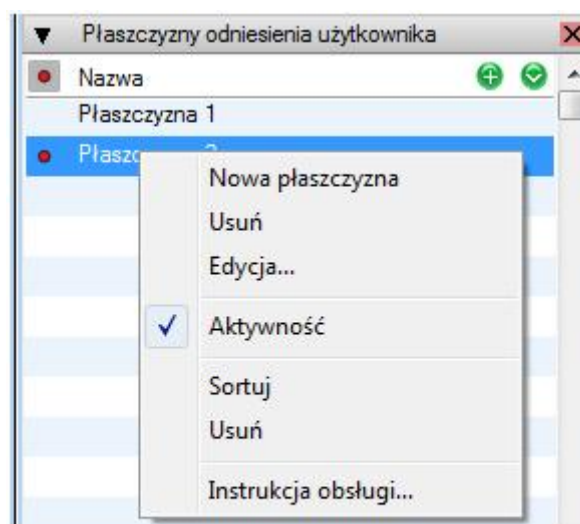 Płaszczyzny odniesienia użytkownika
Nazwa
Płaszczyzna 1
Nowa płaszczyzna
Usuń
Edycja...
Aktywność
Sortuj
Usuń
Instrukcja obsługi...